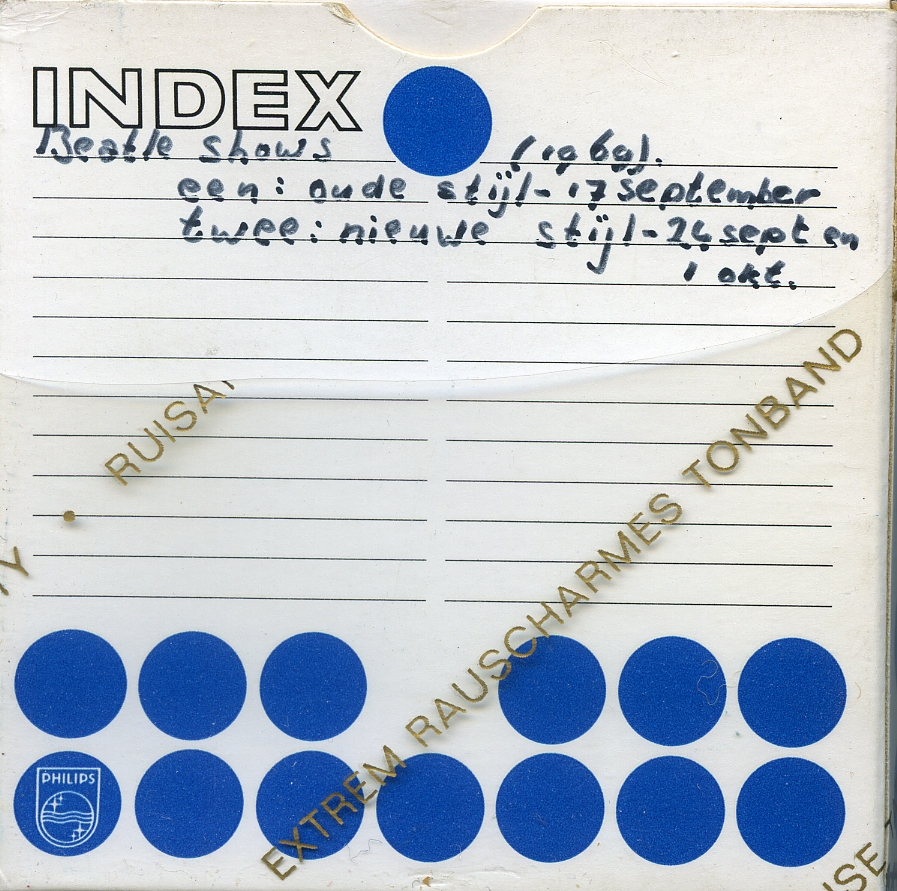 INDEX
Beatle shows (1969).
een: oude stijl - 17 september
twee: nieuwe stijl - 24 sept en
1 okt.
RUISA
EXTREM RAUSCHARMES TONBAND
PHILIPS